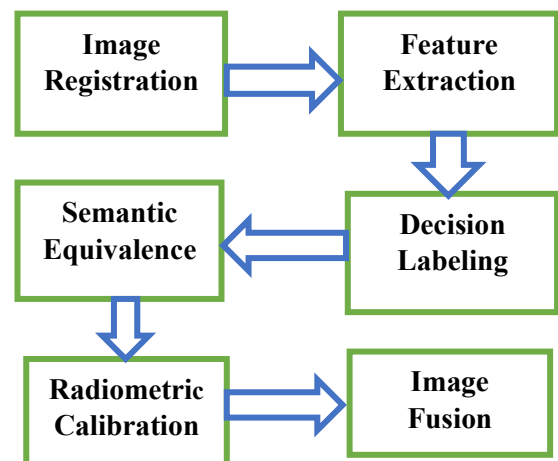 Image
Registration
Feature
Extraction
Decision
Labeling
Semantic
Equivalence
Radiometric
Calibration
Image
Fusion